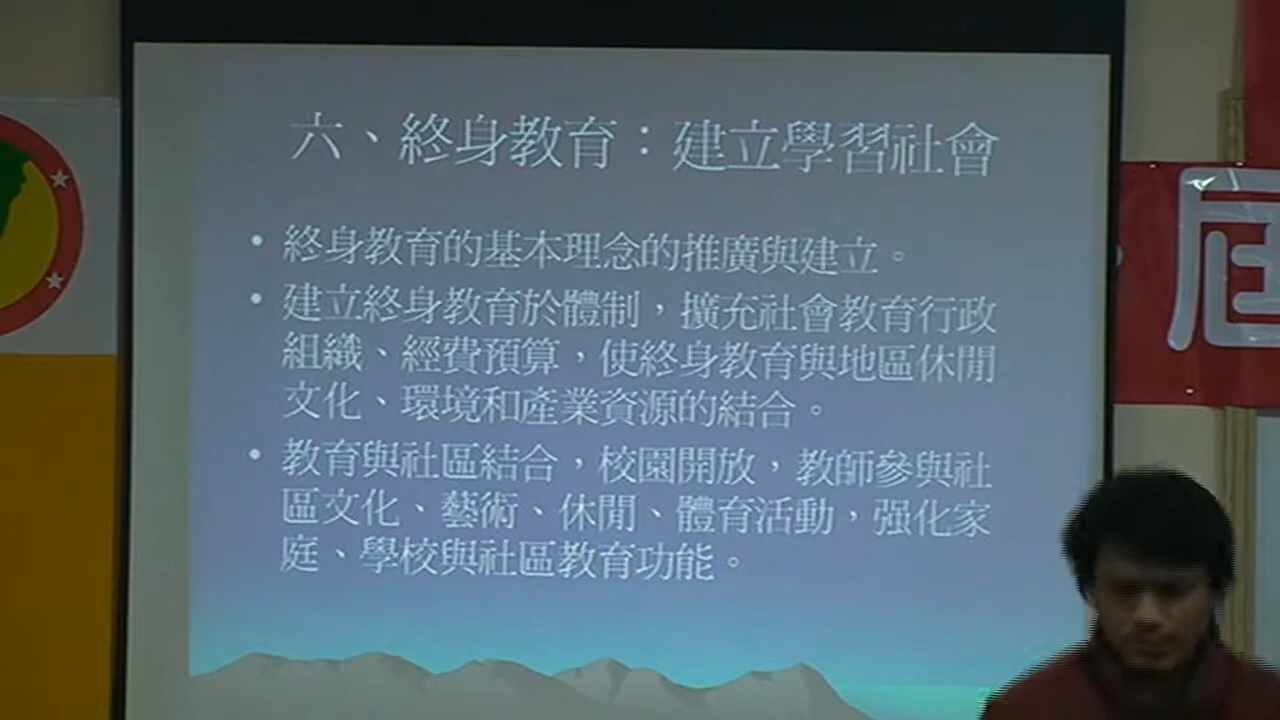 六、終身教育：建立學習社會
• 終身教育的基本理念的推廣與建立。
• 建立終身教育於體制，擴充社會教育行政
組織、經費預算，使終身教育與地區休閒
文化、環境和產業資源的結合。
• 教育與社區結合，校園開放，教師參與社
區文化、藝術、休閒、體育活動，强化家
庭、學校與社區教育功能。
屆